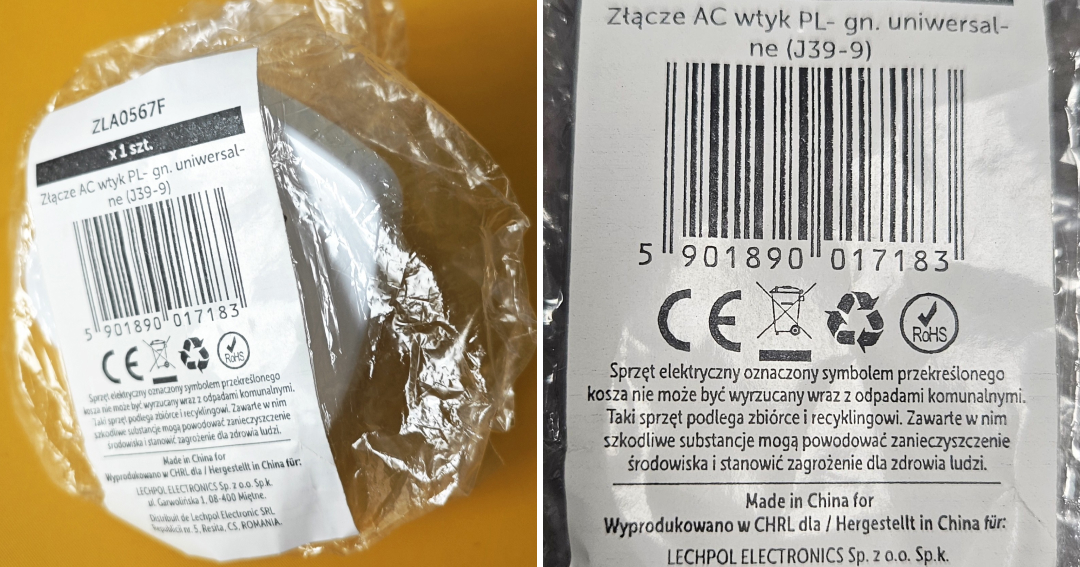 ZLA0567F
x 1 szt.
Złącze AC wtyk PL- gn. uniwersal-
ne (J39-9)
5 901890 017183
CE
RoHS
Sprzęt elektryczny oznaczony symbolem przekreślonego
kosza nie może być wyrzucany wraz z odpadami komunalnymi.
Taki sprzęt podlega zbiórce i recyklingowi. Zawarte w nim
szkodliwe substancje mogą powodować zanieczyszczenie
środowiska i stanowić zagrożenie dla zdrowia ludzi.
Made in China for
Wyprodukowano w CHRL dla / Hergestellt in China für:
LECHPOL ELECTRONICS Sp. z o.o. Sp.k.
ul. Garwolińska 1, 08-400 Miętne.
Distribuit de Lechpol Electronic SRL
Republicii nr. 5, Resita, CS, ROMANIA.
Złącze AC wtyk PL- gn. uniwersal-
ne (J39-9)
5 901890 017183
CE
RoHS
Sprzęt elektryczny oznaczony symbolem przekreślonego
kosza nie może być wyrzucany wraz z odpadami komunalnymi.
Taki sprzęt podlega zbiórce i recyklingowi. Zawarte w nim
szkodliwe substancje mogą powodować zanieczyszczenie
środowiska i stanowić zagrożenie dla zdrowia ludzi.
Made in China for
Wyprodukowano w CHRL dla / Hergestellt in China für:
LECHPOL ELECTRONICS Sp. z o.o. Sp.k.